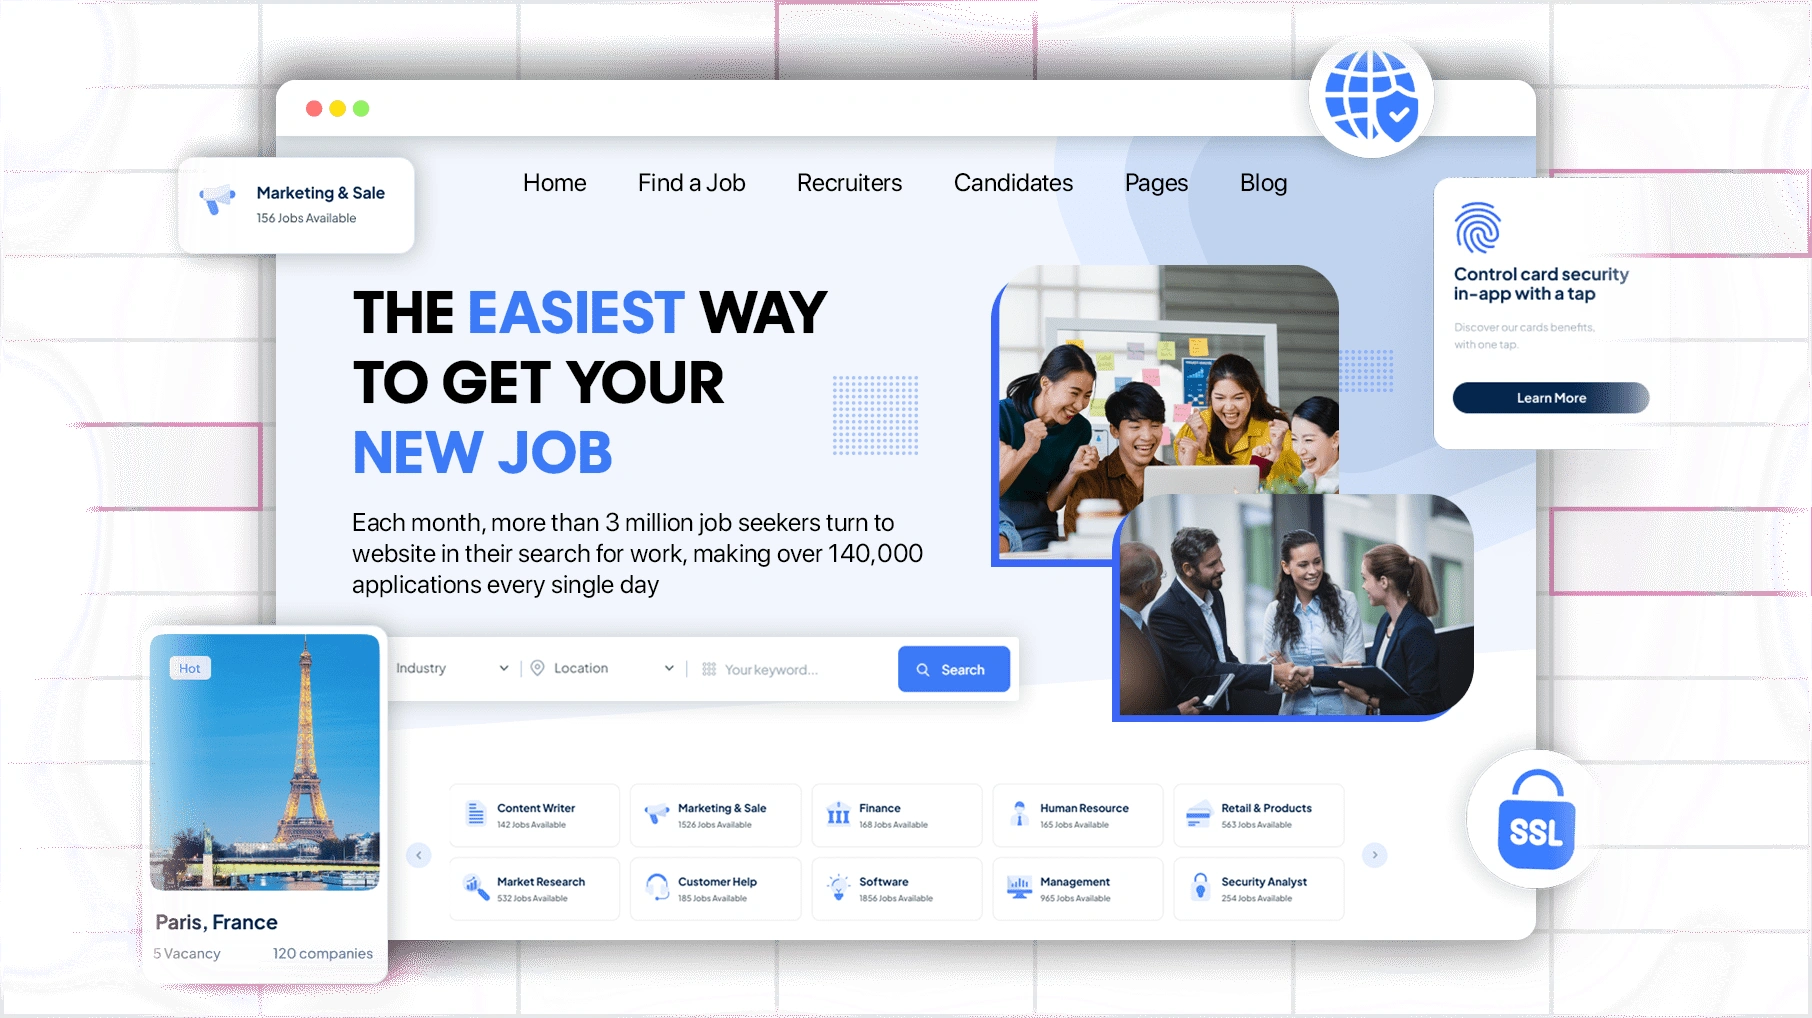 Home Find a Job Recruiters Candidates Pages Blog
Marketing & Sale
156 Jobs Available
THE EASIEST WAY
TO GET YOUR
NEW JOB
Each month, more than 3 million job seekers turn to
website in their search for work, making over 140,000
applications every single day
Control card security
in-app with a tap
Discover our cards benefits,
with one tap.
Learn More
Industry Location Your keyword... Search
Hot
Paris, France
5 Vacancy 120 companies
Content Writer
142 Jobs Available
Marketing & Sale
1526 Jobs Available
Finance
168 Jobs Available
Human Resource
165 Jobs Available
Retail & Products
563 Jobs Available
Market Research
532 Jobs Available
Customer Help
185 Jobs Available
Software
1856 Jobs Available
Management
965 Jobs Available
Security Analyst
254 Jobs Available
SSL